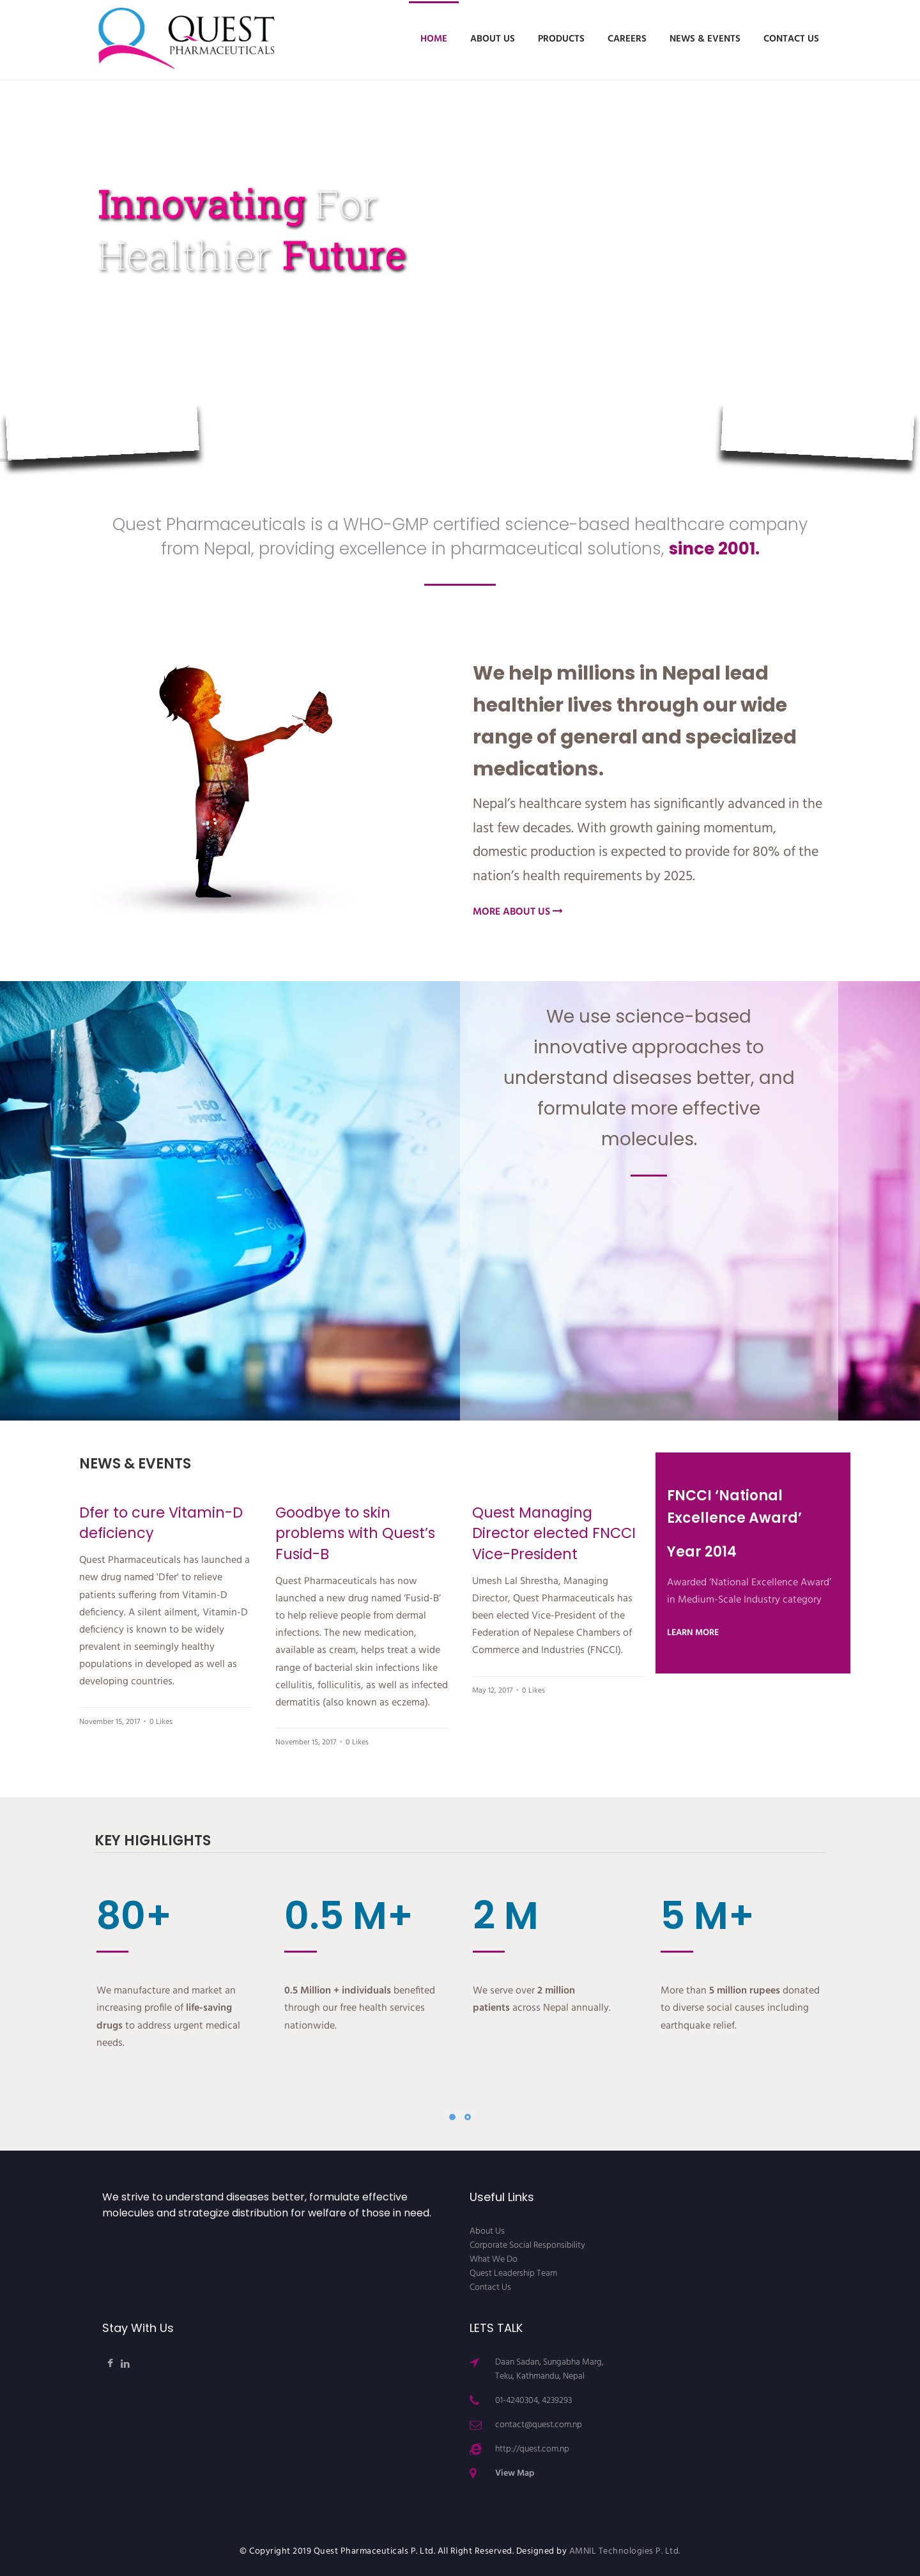 QUEST
PHARMACEUTICALS
HOME
ABOUT US
PRODUCTS
CAREERS
NEWS & EVENTS
CONTACT US
Innovating For
Healthier Future
Quest Pharmaceuticals is a WHO-GMP certified science-based healthcare company
from Nepal, providing excellence in pharmaceutical solutions, since 2001.
We help millions in Nepal lead
healthier lives through our wide
range of general and specialized
medications.
Nepal’s healthcare system has significantly advanced in the
last few decades. With growth gaining momentum,
domestic production is expected to provide for 80% of the
nation’s health requirements by 2025.
MORE ABOUT US
150
APPROX
90
60
Mn
We use science-based
innovative approaches to
understand diseases better, and
formulate more effective
molecules.
NEWS & EVENTS
Dfer to cure Vitamin-D
deficiency
Quest Pharmaceuticals has launched a
new drug named ‘Dfer’ to relieve
patients suffering from Vitamin-D
deficiency. A silent ailment, Vitamin-D
deficiency is known to be widely
prevalent in seemingly healthy
populations in developed as well as
developing countries.
November 15, 2017 • 0 Likes
Goodbye to skin
problems with Quest’s
Fusid-B
Quest Pharmaceuticals has now
launched a new drug named ‘Fusid-B’
to help relieve people from dermal
infections. The new medication,
available as cream, helps treat a wide
range of bacterial skin infections like
cellulitis, folliculitis, as well as infected
dermatitis (also known as eczema).
November 15, 2017 • 0 Likes
Quest Managing
Director elected FNCCI
Vice-President
Umesh Lal Shrestha, Managing
Director, Quest Pharmaceuticals has
been elected Vice-President of the
Federation of Nepalese Chambers of
Commerce and Industries (FNCCI).
May 12, 2017 • 0 Likes
FNCCI ‘National
Excellence Award’
Year 2014
Awarded ‘National Excellence Award’
in Medium-Scale Industry category
LEARN MORE
KEY HIGHLIGHTS
80+
We manufacture and market an
increasing profile of life-saving
drugs to address urgent medical
needs.
0.5 M+
0.5 Million + individuals benefited
through our free health services
nationwide.
2 M
We serve over 2 million
patients across Nepal annually.
5 M+
More than 5 million rupees donated
to diverse social causes including
earthquake relief.
We strive to understand diseases better, formulate effective
molecules and strategize distribution for welfare of those in need.
Useful Links
About Us
Corporate Social Responsibility
What We Do
Quest Leadership Team
Contact Us
Stay With Us
LETS TALK
Daan Sadan, Sungabha Marg,
Teku, Kathmandu, Nepal
01-4240304, 4239293
contact@quest.com.np
http://quest.com.np
View Map
© Copyright 2019 Quest Pharmaceuticals P. Ltd. All Right Reserved. Designed by AMNIL Technologies P. Ltd.